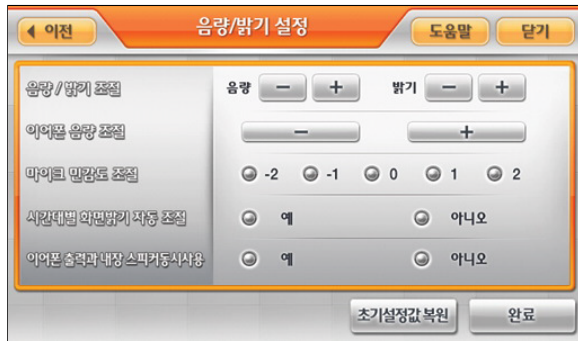 이전 음량/밝기 설정 도움말 닫기
음량 / 밝기 조절 음량 − + 밝기 − +
이어폰 음량 조절 − +
마이크 민감도 조절 -2 -1 0 1 2
시간대별 화면밝기 자동 조절 예 아니오
이어폰 출력과 내장 스피커동시사용 예 아니오
초기설정값 복원 완료